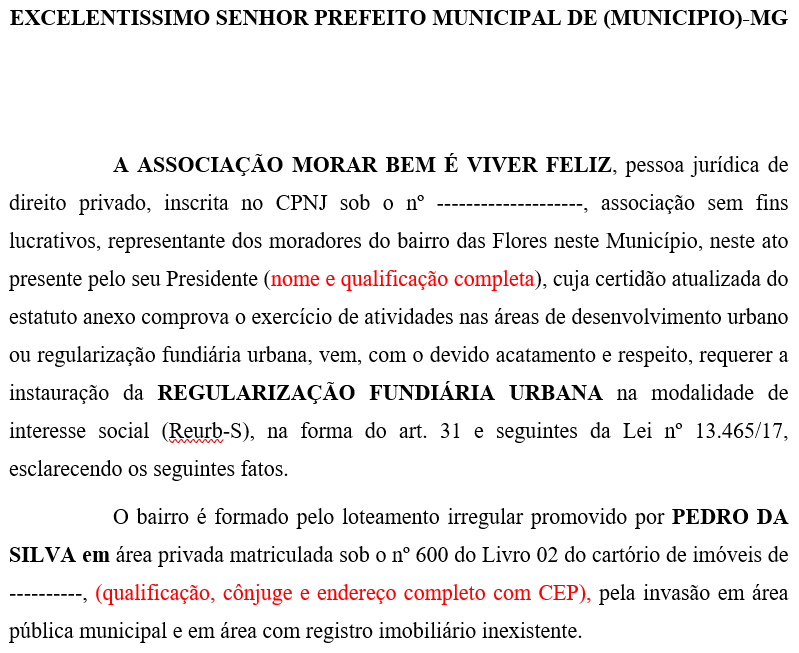 EXCELENTISSIMO SENHOR PREFEITO MUNICIPAL DE (MUNICIPIO)-MG
A ASSOCIAÇÃO MORAR BEM É VIVER FELIZ, pessoa jurídica de
direito privado, inscrita no CPNJ sob o nº --------------------, associação sem fins
lucrativos, representante dos moradores do bairro das Flores neste Município, neste ato
presente pelo seu Presidente (nome e qualificação completa), cuja certidão atualizada do
estatuto anexo comprova o exercício de atividades nas áreas de desenvolvimento urbano
ou regularização fundiária urbana, vem, com o devido acatamento e respeito, requerer a
instauração da REGULARIZAÇÃO FUNDIÁRIA URBANA na modalidade de
interesse social (Reurb-S), na forma do art. 31 e seguintes da Lei nº 13.465/17,
esclarecendo os seguintes fatos.
O bairro é formado pelo loteamento irregular promovido por PEDRO DA
SILVA em área privada matriculada sob o nº 600 do Livro 02 do cartório de imóveis de
----------, (qualificação, cônjuge e endereço completo com CEP), pela invasão em área
pública municipal e em área com registro imobiliário inexistente.